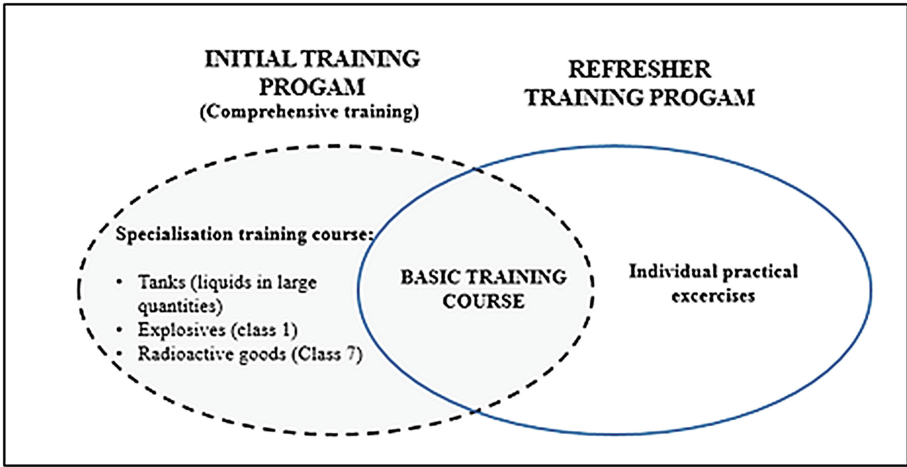 INITIAL TRAINING
PROGAM
(Comprehensive training)
REFRESHER
TRAINING PROGAM
Specialisation training course:
• Tanks (liquids in large
quantities)
• Explosives (class 1)
• Radioactive goods (Class 7)
BASIC TRAINING
COURSE
Individual practical
excercises